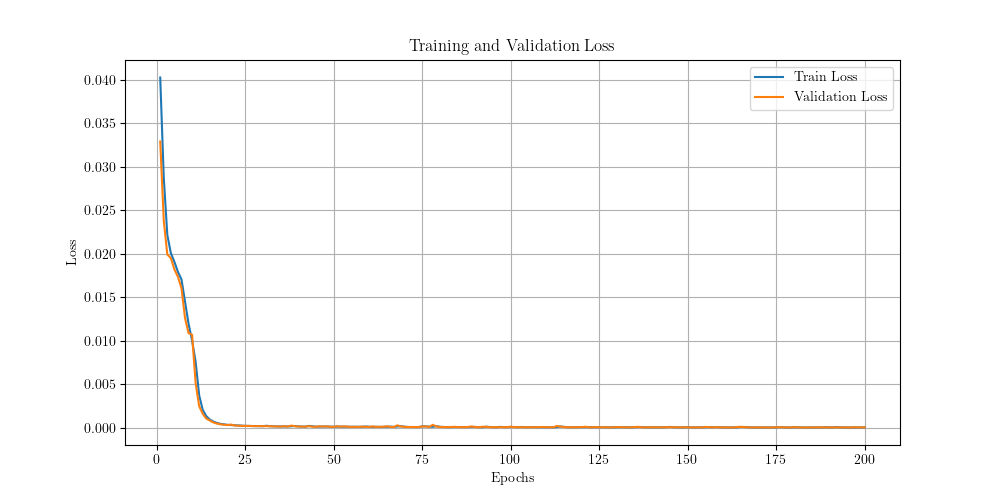 Training and Validation Loss
Train Loss
Validation Loss
0.040
0.035
0.030
0.025
0.020
0.015
0.010
0.005
0.000
Loss
0 25 50 75 100 125 150 175 200
Epochs